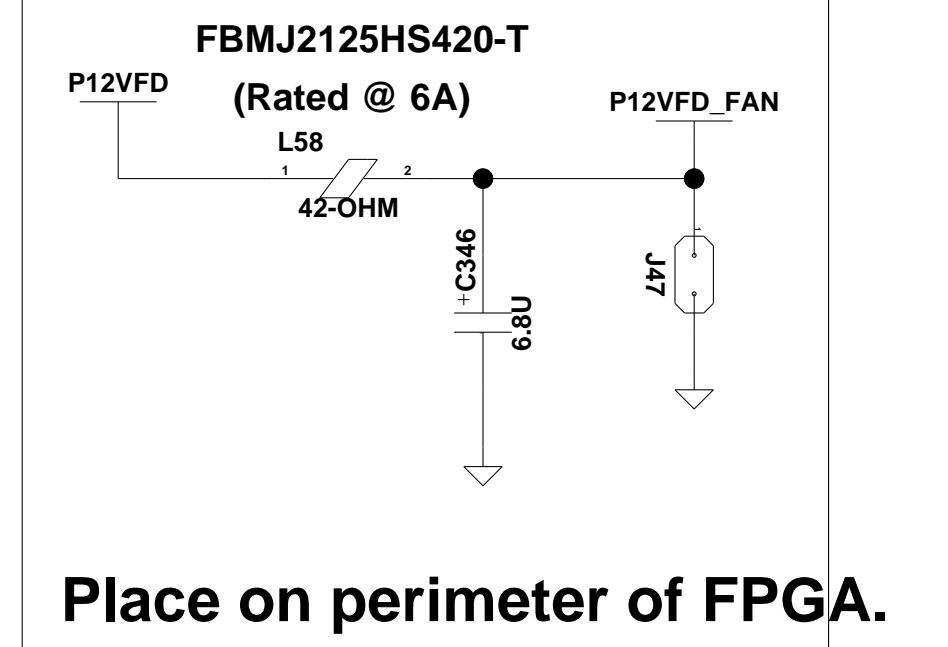 FBMJ2125HS420-T
P12VFD
(Rated @ 6A)
P12VFD_FAN
L58
1
2
42-OHM
+C346
6.8U
1
J47
Place on perimeter of FPGA.